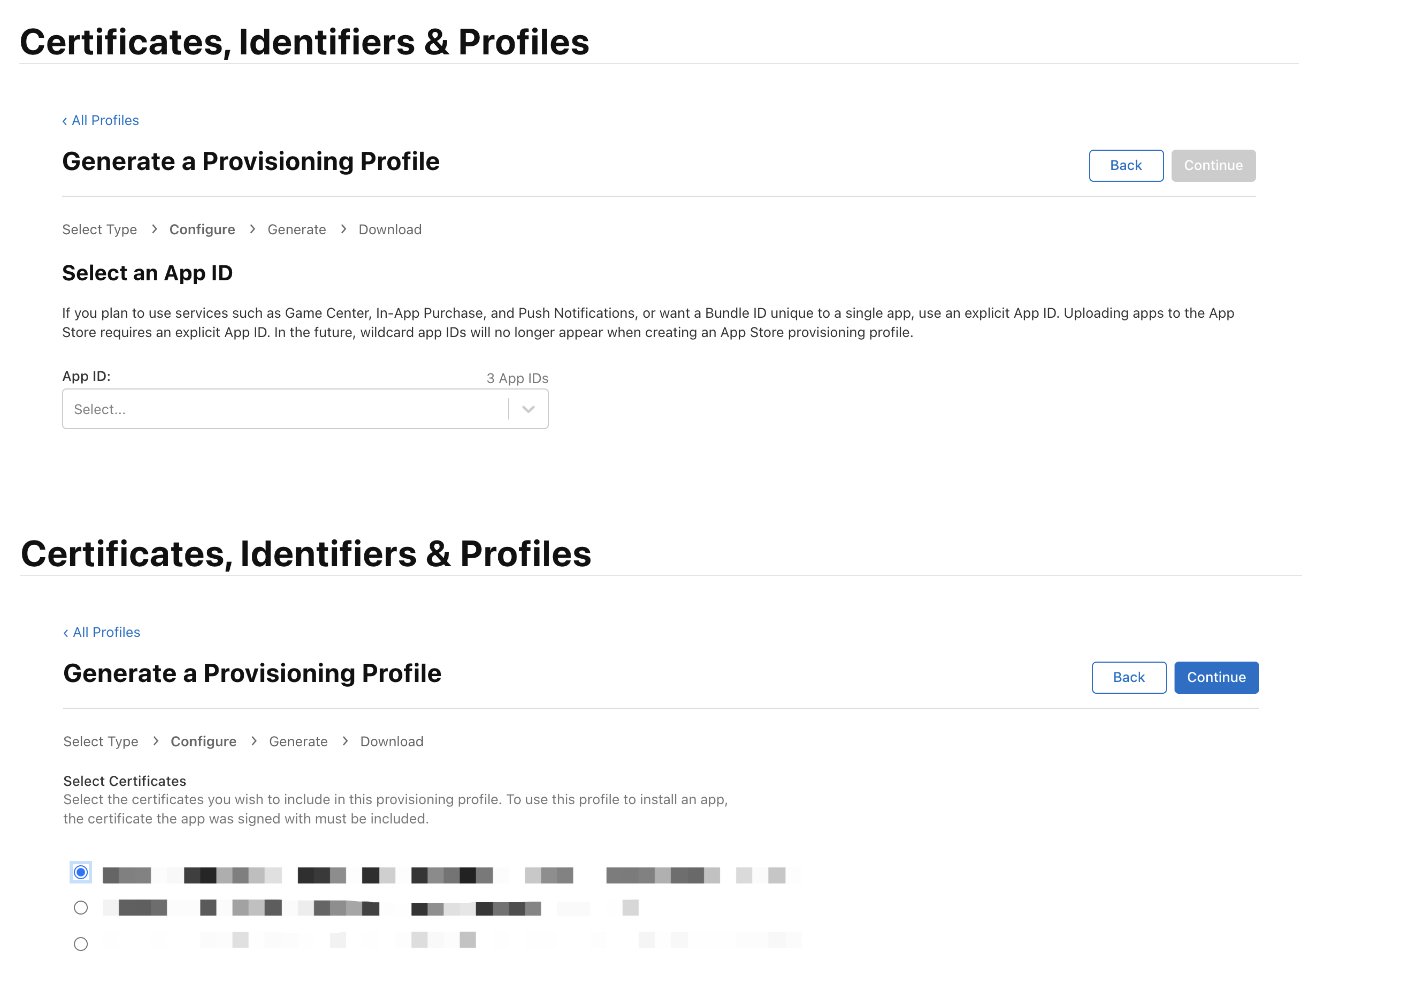 Certificates, Identifiers & Profiles
‹ All Profiles
Generate a Provisioning Profile
Back
Continue
Select Type > Configure > Generate > Download
Select an App ID
If you plan to use services such as Game Center, In-App Purchase, and Push Notifications, or want a Bundle ID unique to a single app, use an explicit App ID. Uploading apps to the App
Store requires an explicit App ID. In the future, wildcard app IDs will no longer appear when creating an App Store provisioning profile.
App ID:
3 App IDs
Select...
Certificates, Identifiers & Profiles
‹ All Profiles
Generate a Provisioning Profile
Back
Continue
Select Type > Configure > Generate > Download
Select Certificates
Select the certificates you wish to include in this provisioning profile. To use this profile to install an app,
the certificate the app was signed with must be included.